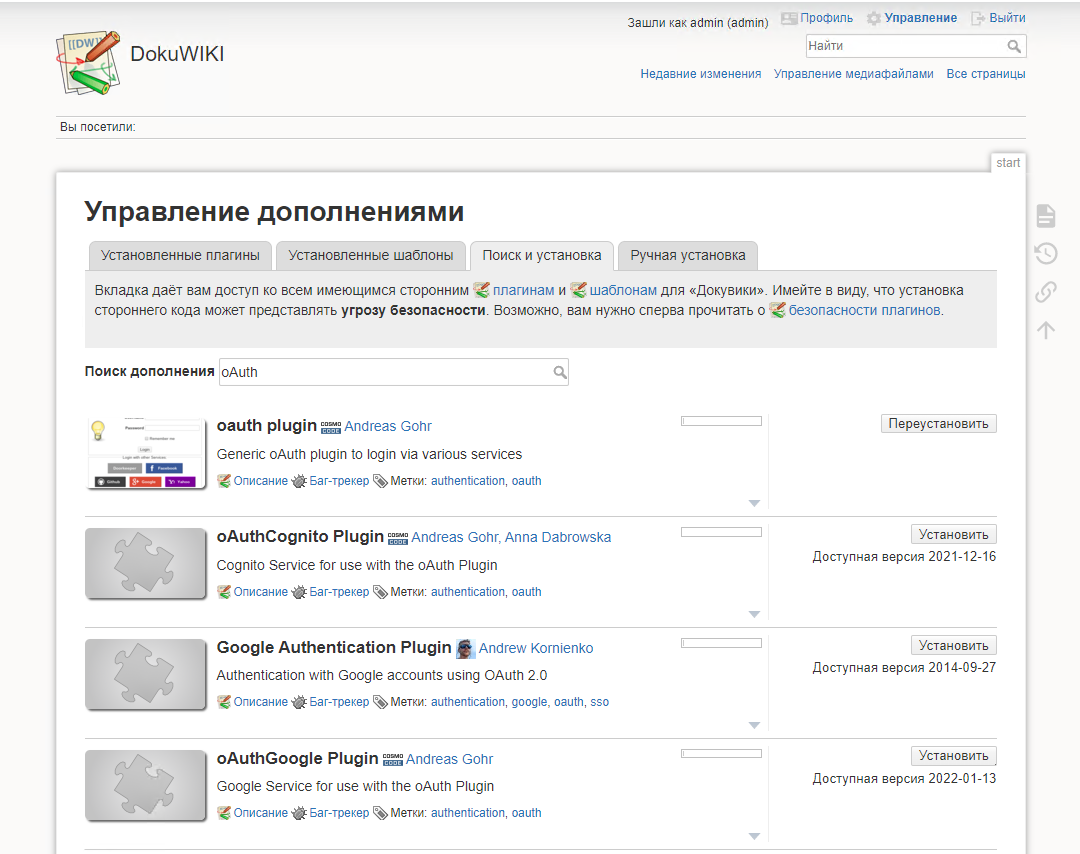 Зашли как admin (admin) Профиль Управление Выйти
[[DW]]
DokuWIKI
Найти
Недавние изменения Управление медиафайлами Все страницы
Вы посетили:
start
Управление дополнениями
Установленные плагины Установленные шаблоны Поиск и установка Ручная установка
Вкладка даёт вам доступ ко всем имеющимся сторонним плагинам и шаблонам для «Докувики». Имейте в виду, что установка
стороннего кода может представлять угрозу безопасности. Возможно, вам нужно сперва прочитать о безопасности плагинов.
Поиск дополнения oAuth
oauth plugin COSMO CODE Andreas Gohr Переустановить
Generic oAuth plugin to login via various services
Описание Баг-трекер Метки: authentication, oauth
Password
Remember me
Login
Login with other Services
Facebook
Github Google Yahoo
oAuthCognito Plugin COSMO CODE Andreas Gohr, Anna Dabrowska Установить
Доступная версия 2021-12-16
Cognito Service for use with the oAuth Plugin
Описание Баг-трекер Метки: authentication, oauth
Google Authentication Plugin Andrew Kornienko Установить
Доступная версия 2014-09-27
Authentication with Google accounts using OAuth 2.0
Описание Баг-трекер Метки: authentication, google, oauth, sso
oAuthGoogle Plugin COSMO CODE Andreas Gohr Установить
Доступная версия 2022-01-13
Google Service for use with the oAuth Plugin
Описание Баг-трекер Метки: authentication, oauth